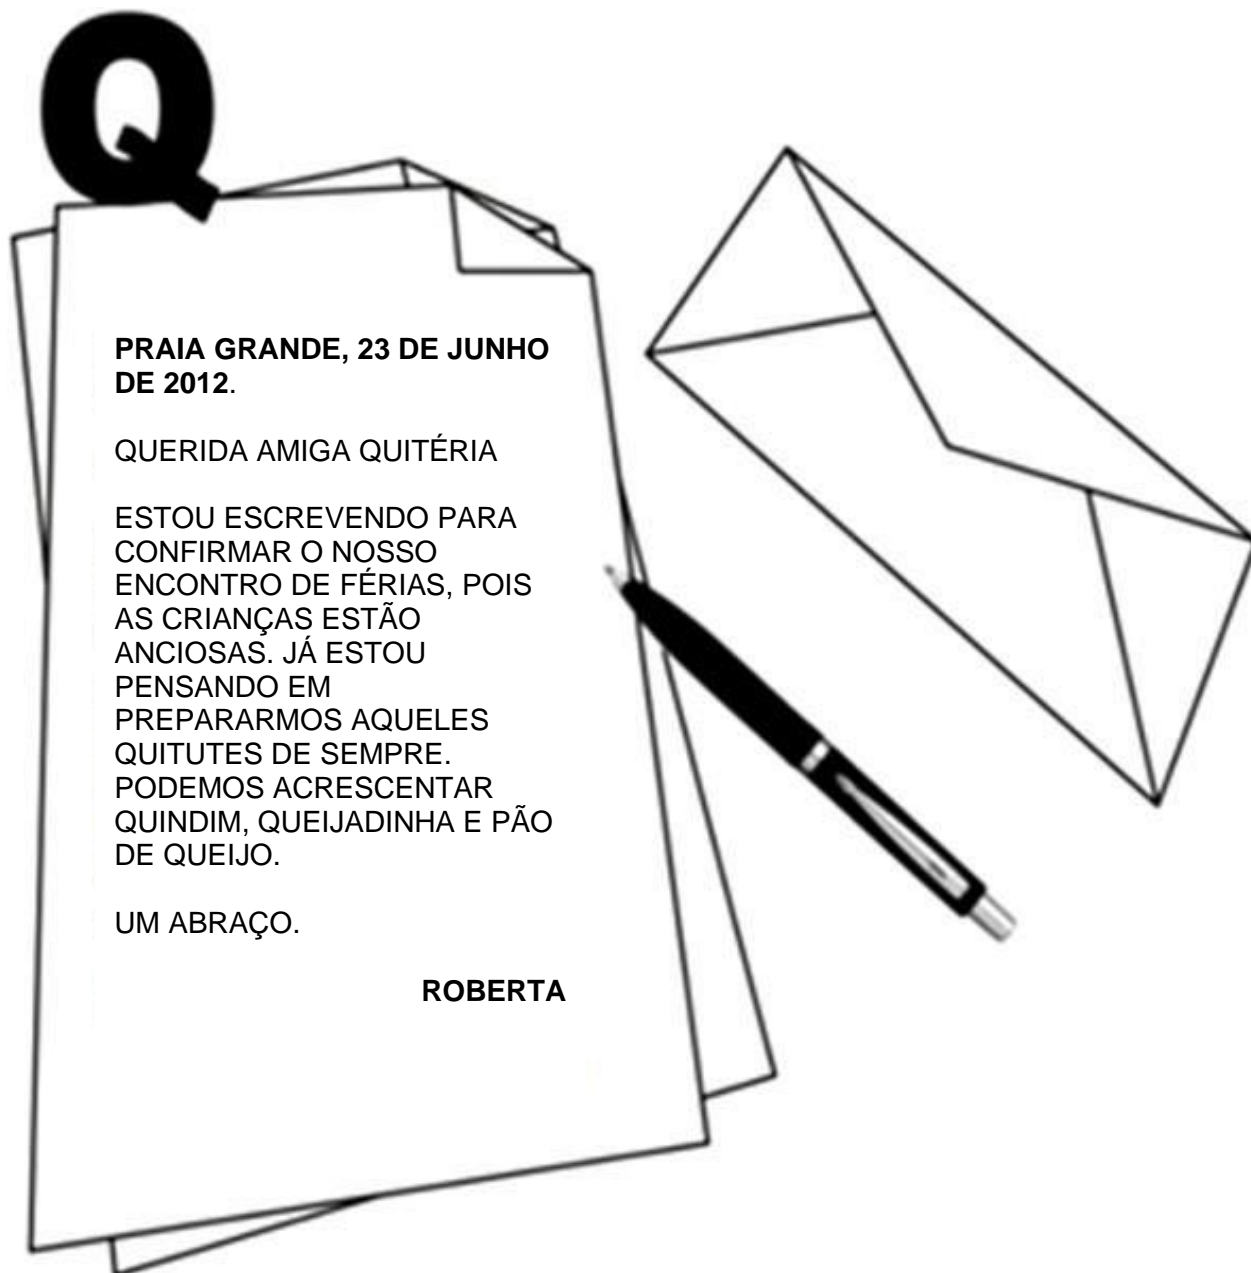 Q
PRAIA GRANDE, 23 DE JUNHO
DE 2012.
QUERIDA AMIGA QUITÉRIA
ESTOU ESCREVENDO PARA
CONFIRMAR O NOSSO
ENCONTRO DE FÉRIAS, POIS
AS CRIANÇAS ESTÃO
ANCIOSAS. JÁ ESTOU
PENSANDO EM
PREPARARMOS AQUELES
QUITUTES DE SEMPRE.
PODEMOS ACRESCENTAR
QUINDIM, QUEIJADINHA E PÃO
DE QUEIJO.
UM ABRAÇO.
ROBERTA